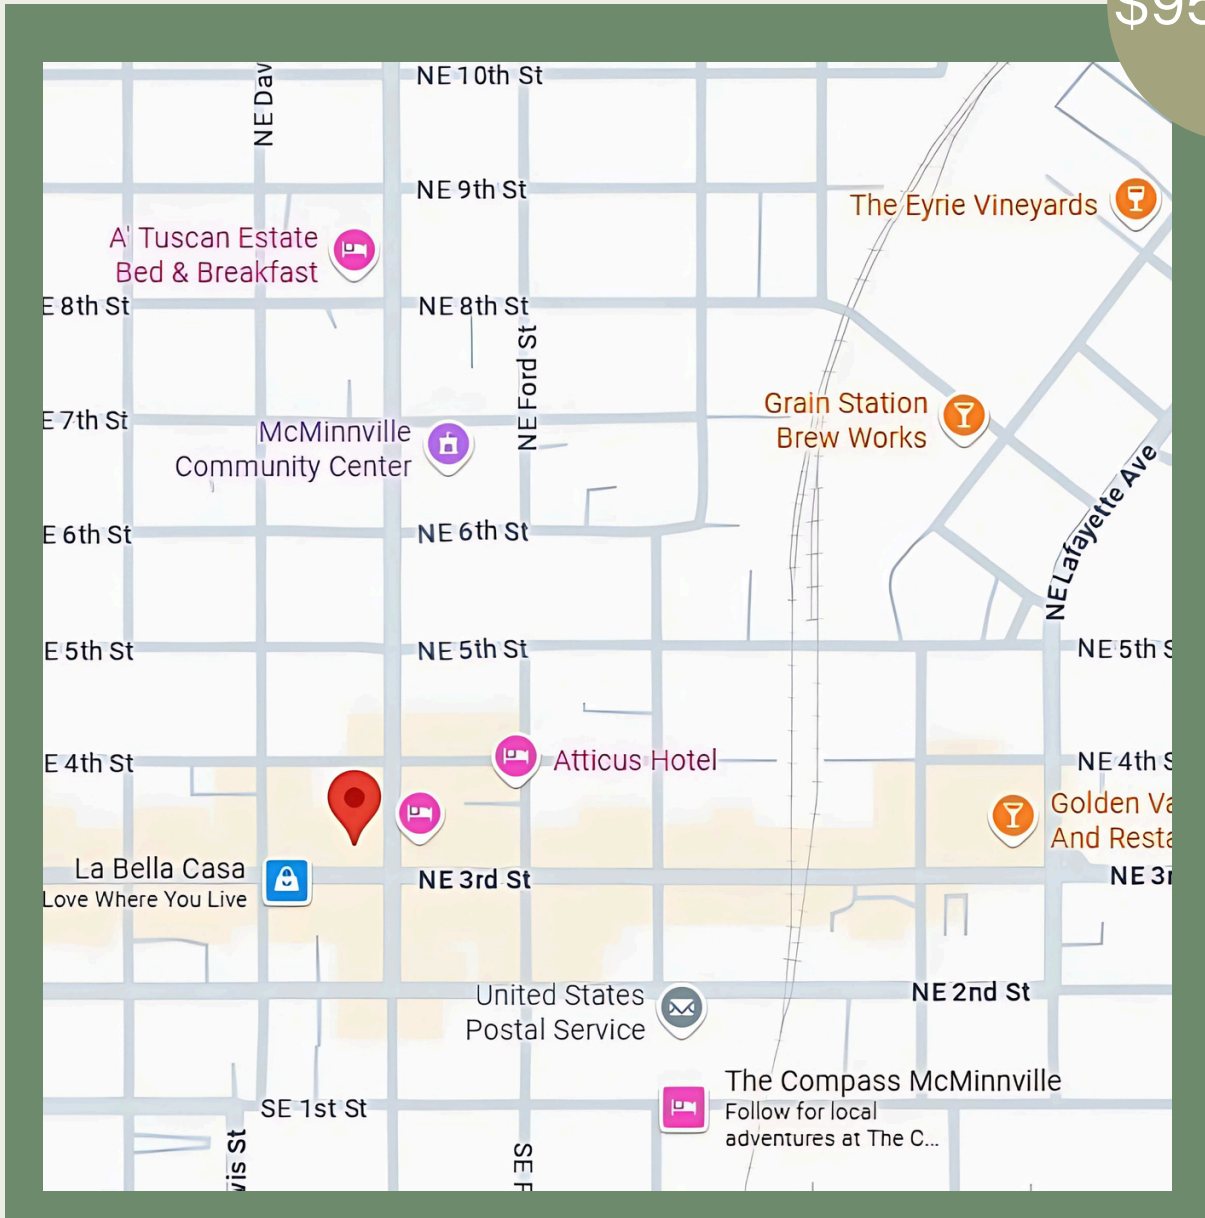 $95
NE 10th St
NE Dav
NE 9th St
The Eyrie Vineyards
A' Tuscan Estate
Bed & Breakfast
E 8th St
NE 8th St
NE Ford St
Grain Station
Brew Works
E 7th St
McMinnville
Community Center
NE Lafayette Ave
E 6th St
NE 6th St
E 5th St
NE 5th St
NE 5th S
E 4th St
Atticus Hotel
NE 4th S
Golden Va
And Resta
La Bella Casa
Love Where You Live
NE 3rd St
NE 3r
United States
Postal Service
NE 2nd St
The Compass McMinnville
Follow for local
adventures at The C...
SE 1st St
vis St
SE F